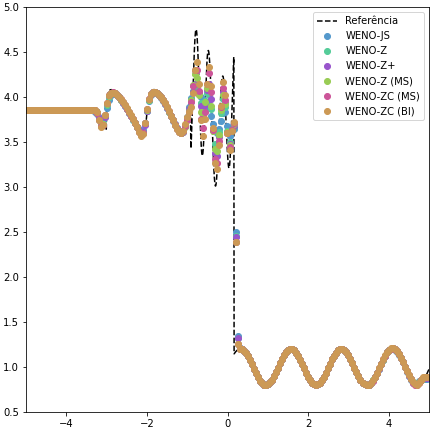 5.0
4.5
4.0
3.5
3.0
2.5
2.0
1.5
1.0
0.5
−4
−2
0
2
4
Referência
WENO-JS
WENO-Z
WENO-Z+
WENO-Z (MS)
WENO-ZC (MS)
WENO-ZC (BI)